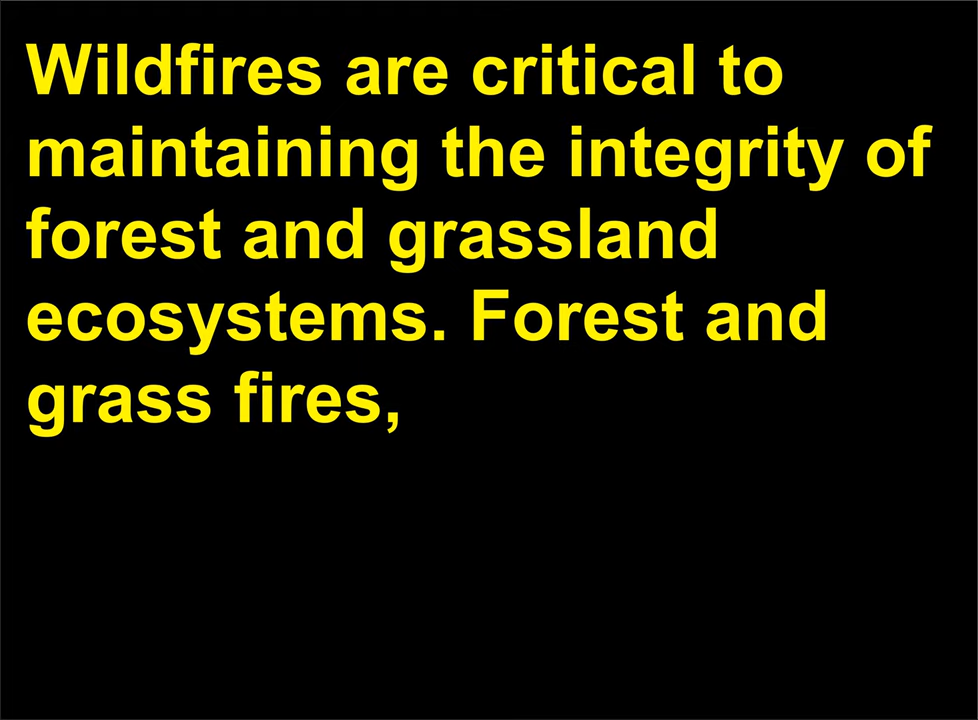 Wildfires are critical to
maintaining the integrity of
forest and grassland
ecosystems. Forest and
grass fires,